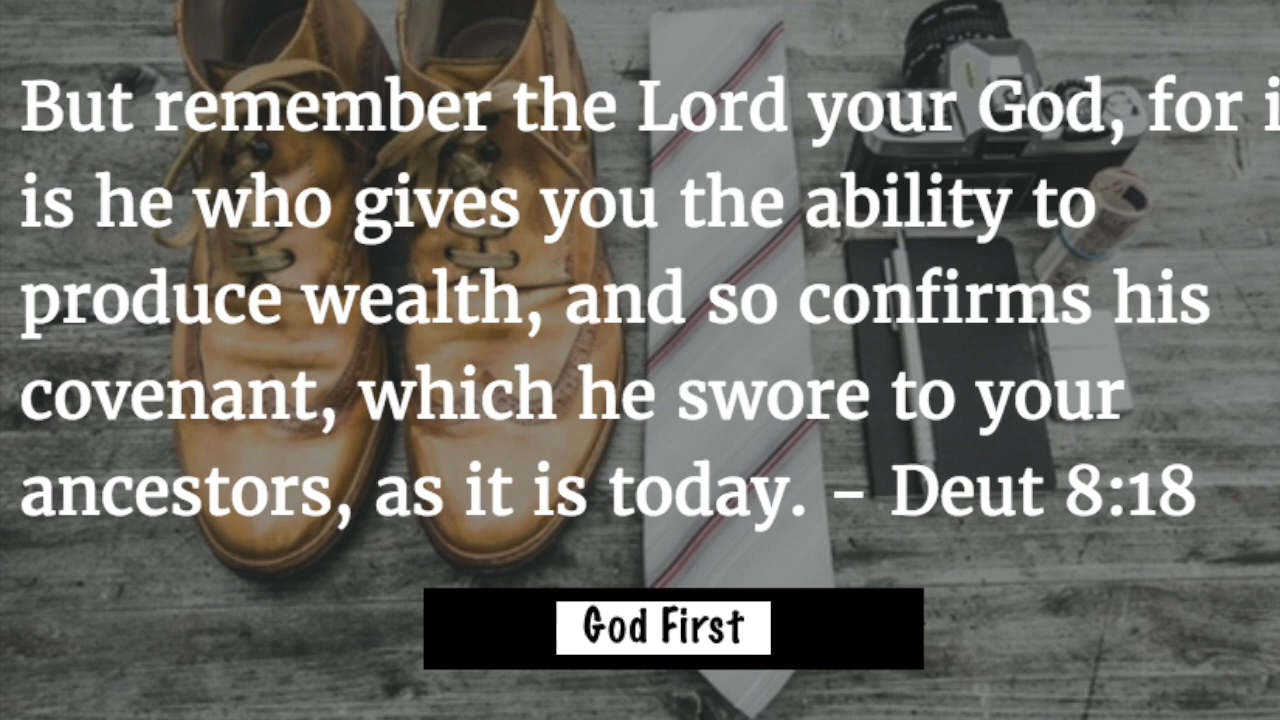 But remember the Lord your God, for i
is he who gives you the ability to
produce wealth, and so confirms his
covenant, which he swore to your
ancestors, as it is today. – Deut 8:18
God First